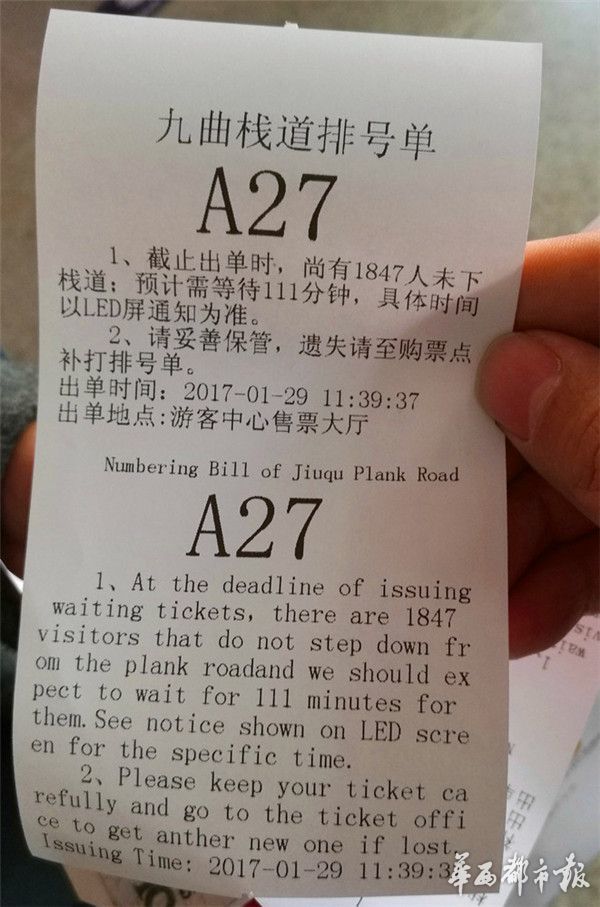 九曲栈道排号单
A27
1、截止出单时，尚有1847人未下
栈道；预计需等待111分钟，具体时间
以LED屏通知为准。
2、请妥善保管，遗失请至购票点
补打排号单。
出单时间：2017-01-29 11:39:37
出单地点:游客中心售票大厅
Numbering Bill of Jiuqu Plank Road
A27
1、At the deadline of issuing
waiting tickets, there are 1847
visitors that do not step down fr
om the plank roadand we should ex
pect to wait for 111 minutes for
them.See notice shown on LED scre
en for the specific time.
2、Please keep your ticket ca
refully and go to the ticket offi
ce to get anther new one if lost.
Issuing Time: 2017-01-29 11:39:3
华西都市报